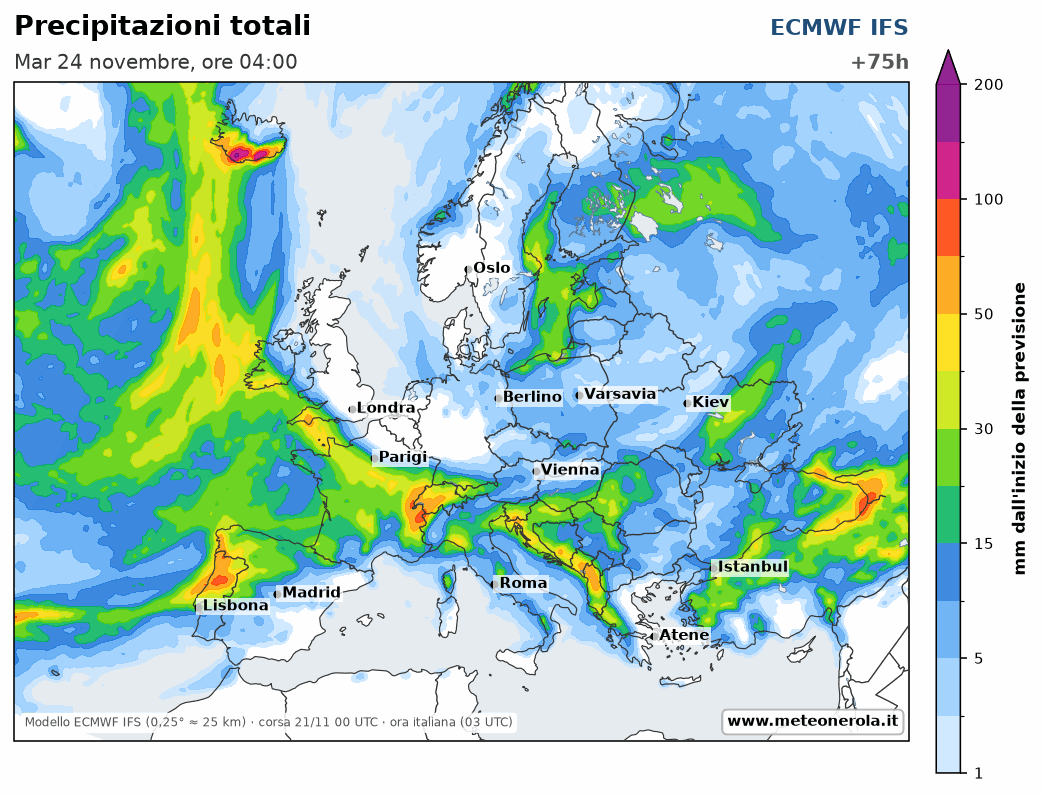 Precipitazioni totali
ECMWF IFS
Mar 24 novembre, ore 04:00
+75h
200
100
50
30
15
5
1
mm dall'inizio della previsione
Oslo
Londra
Berlino
Varsavia
Kiev
Parigi
Vienna
Roma
Istanbul
Madrid
Lisbona
Atene
Modello ECMWF IFS (0,25° ≈ 25 km) · corsa 21/11 00 UTC · ora italiana (03 UTC)
www.meteonerola.it